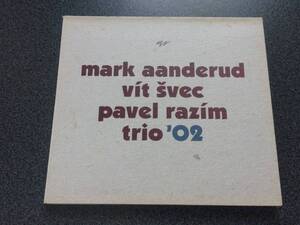 mark aanderud
vít švec
pavel razím
trio '02